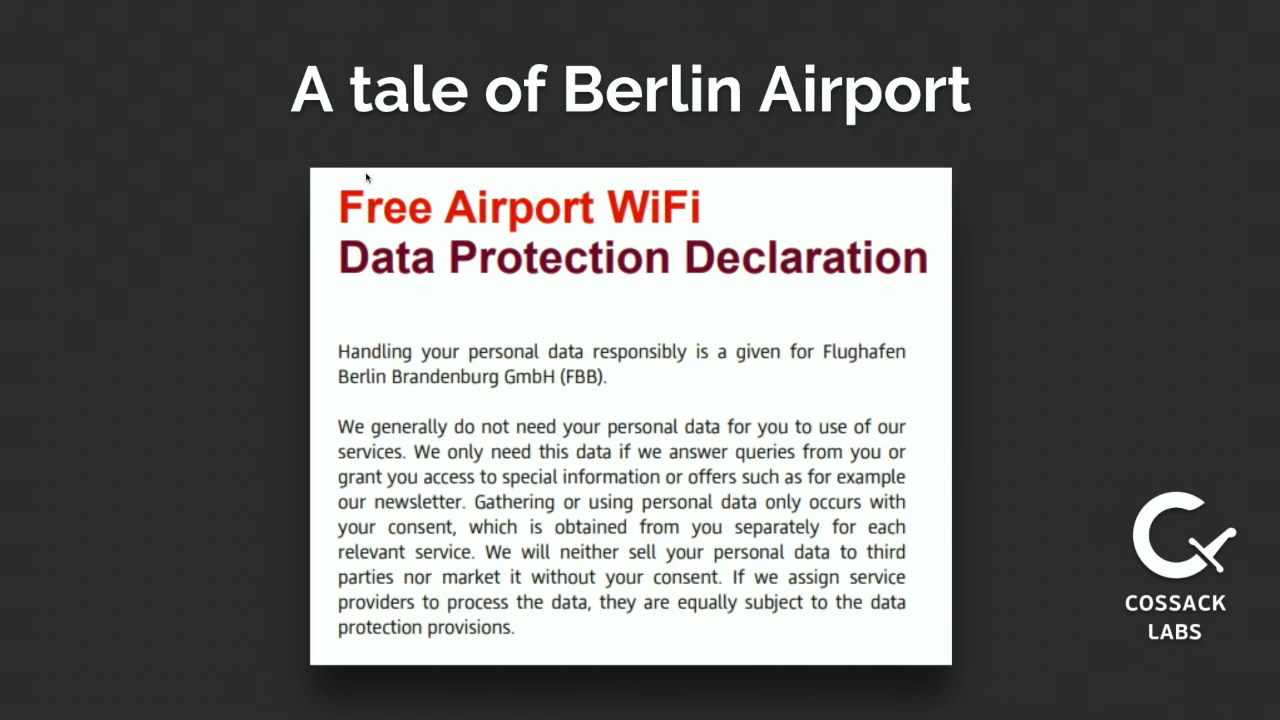 A tale of Berlin Airport
Free Airport WiFi
Data Protection Declaration
Handling your personal data responsibly is a given for Flughafen
Berlin Brandenburg GmbH (FBB).
We generally do not need your personal data for you to use of our
services. We only need this data if we answer queries from you or
grant you access to special information or offers such as for example
our newsletter. Gathering or using personal data only occurs with
your consent, which is obtained from you separately for each
relevant service. We will neither sell your personal data to third
parties nor market it without your consent. If we assign service
providers to process the data, they are equally subject to the data
protection provisions.
COSSACK
LABS